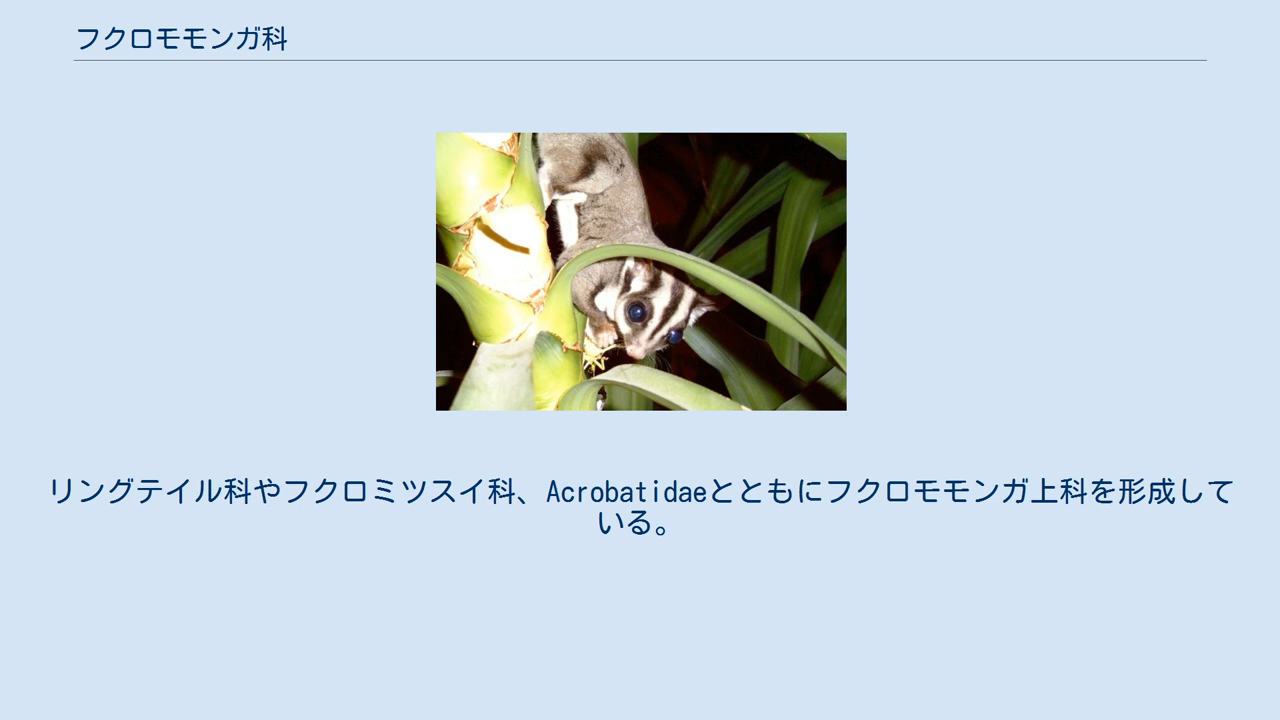 フクロモモンガ科
リングテイル科やフクロミツスイ科、Acrobatidaeとともにフクロモモンガ上科を形成して
いる。